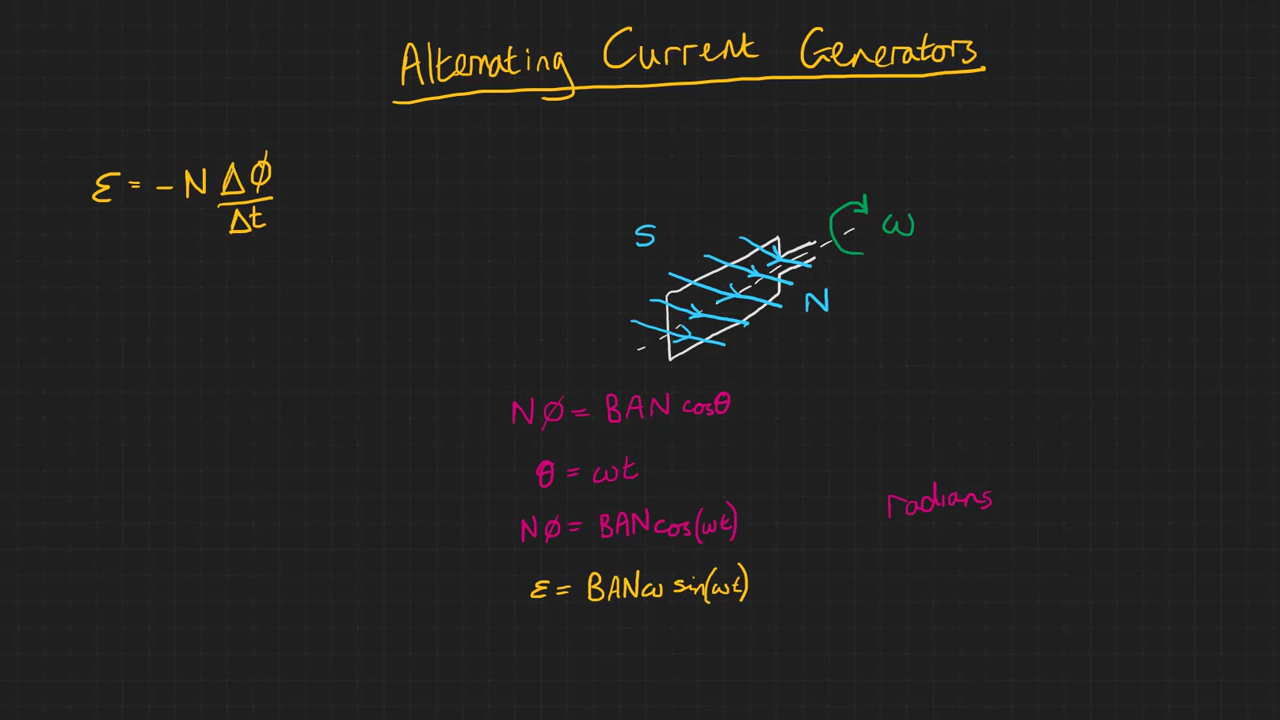 Alternating Current Generators
ε = - N Δφ/Δt
S
ω
N
Nφ = BAN cosθ
θ = ωt
radians
Nφ = BAN cos(ωt)
ε = BANω sin(ωt)